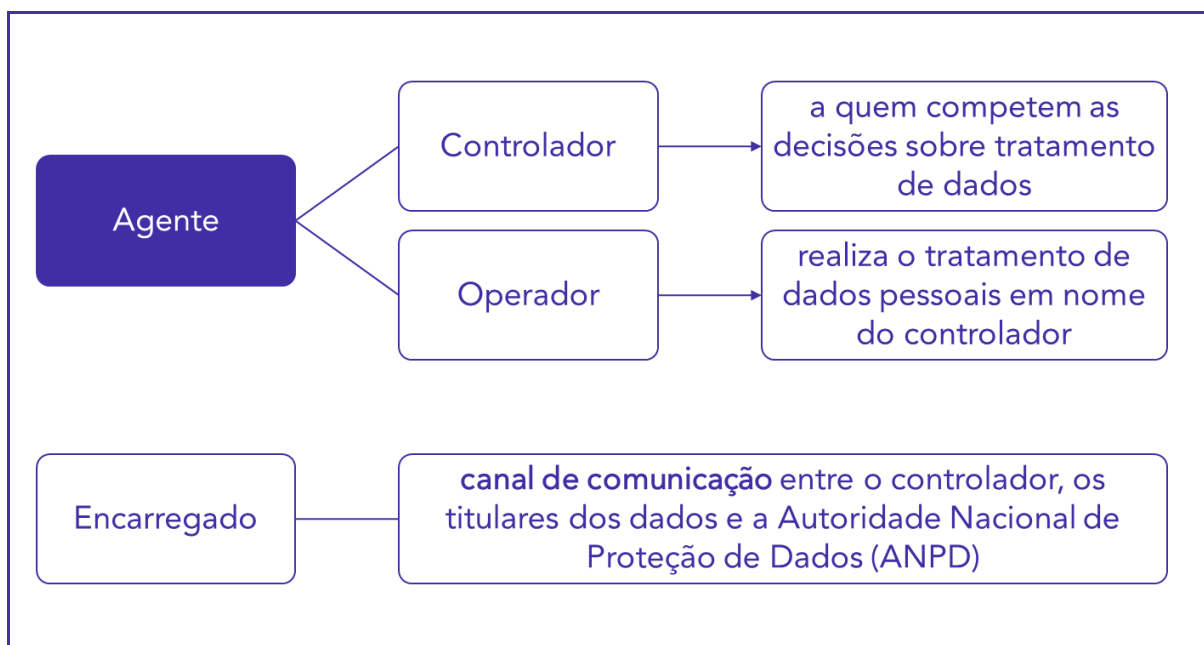 Agente
Controlador
a quem competem as
decisões sobre tratamento
de dados
Operador
realiza o tratamento de
dados pessoais em nome
do controlador
Encarregado
canal de comunicação entre o controlador, os
titulares dos dados e a Autoridade Nacional de
Proteção de Dados (ANPD)